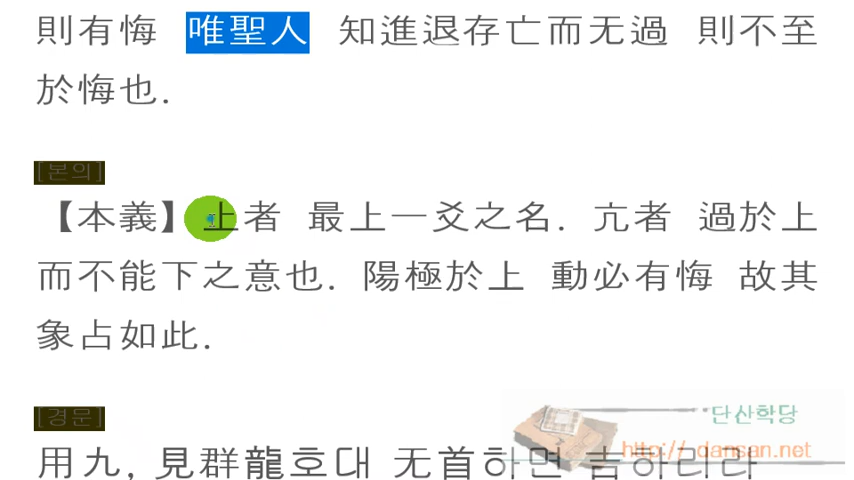 則有悔 唯聖人 知進退存亡而无過 則不至
於悔也.
[본의]
【本義】上者 最上一爻之名. 亢者 過於上
而不能下之意也. 陽極於上 動必有悔 故其
象占如此.
[경문]
단산학당
http://dansan.net
用九, 見群龍호대 无首하면 吉하리라